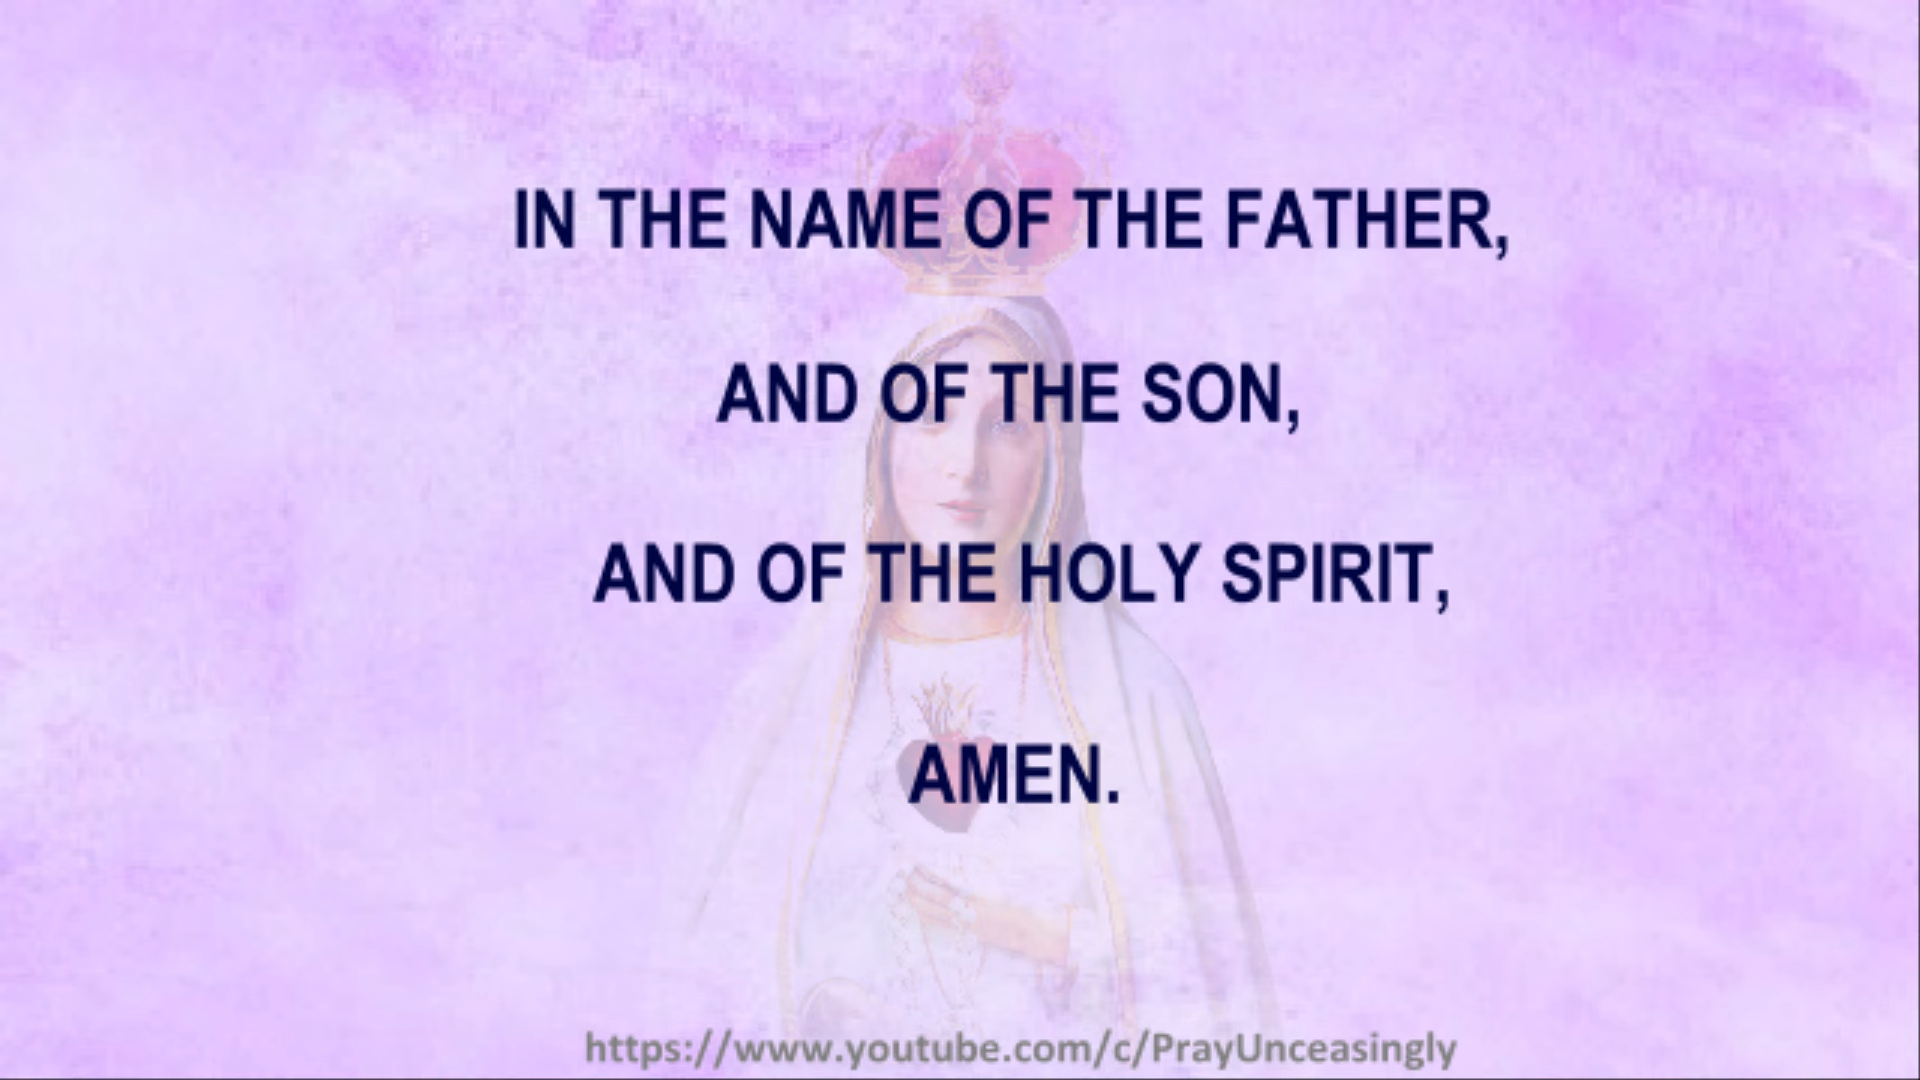 IN THE NAME OF THE FATHER,
AND OF THE SON,
AND OF THE HOLY SPIRIT,
AMEN.
https://www.youtube.com/c/PrayUnceasingly